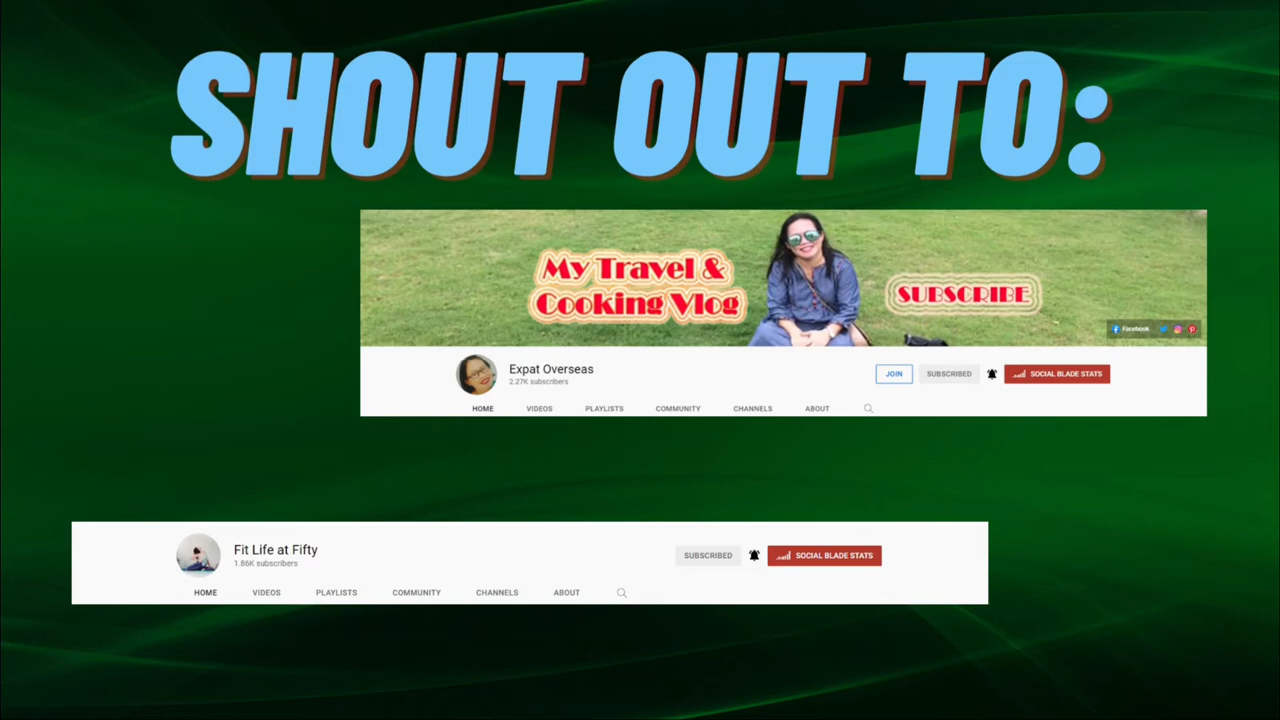 SHOUT OUT TO:
My Travel &
Cooking Vlog
SUBSCRIBE
Facebook
Expat Overseas
2.27K subscribers
JOIN
SUBSCRIBED
SOCIAL BLADE STATS
HOME VIDEOS PLAYLISTS COMMUNITY CHANNELS ABOUT
Fit Life at Fifty
1.86K subscribers
SUBSCRIBED
SOCIAL BLADE STATS
HOME VIDEOS PLAYLISTS COMMUNITY CHANNELS ABOUT